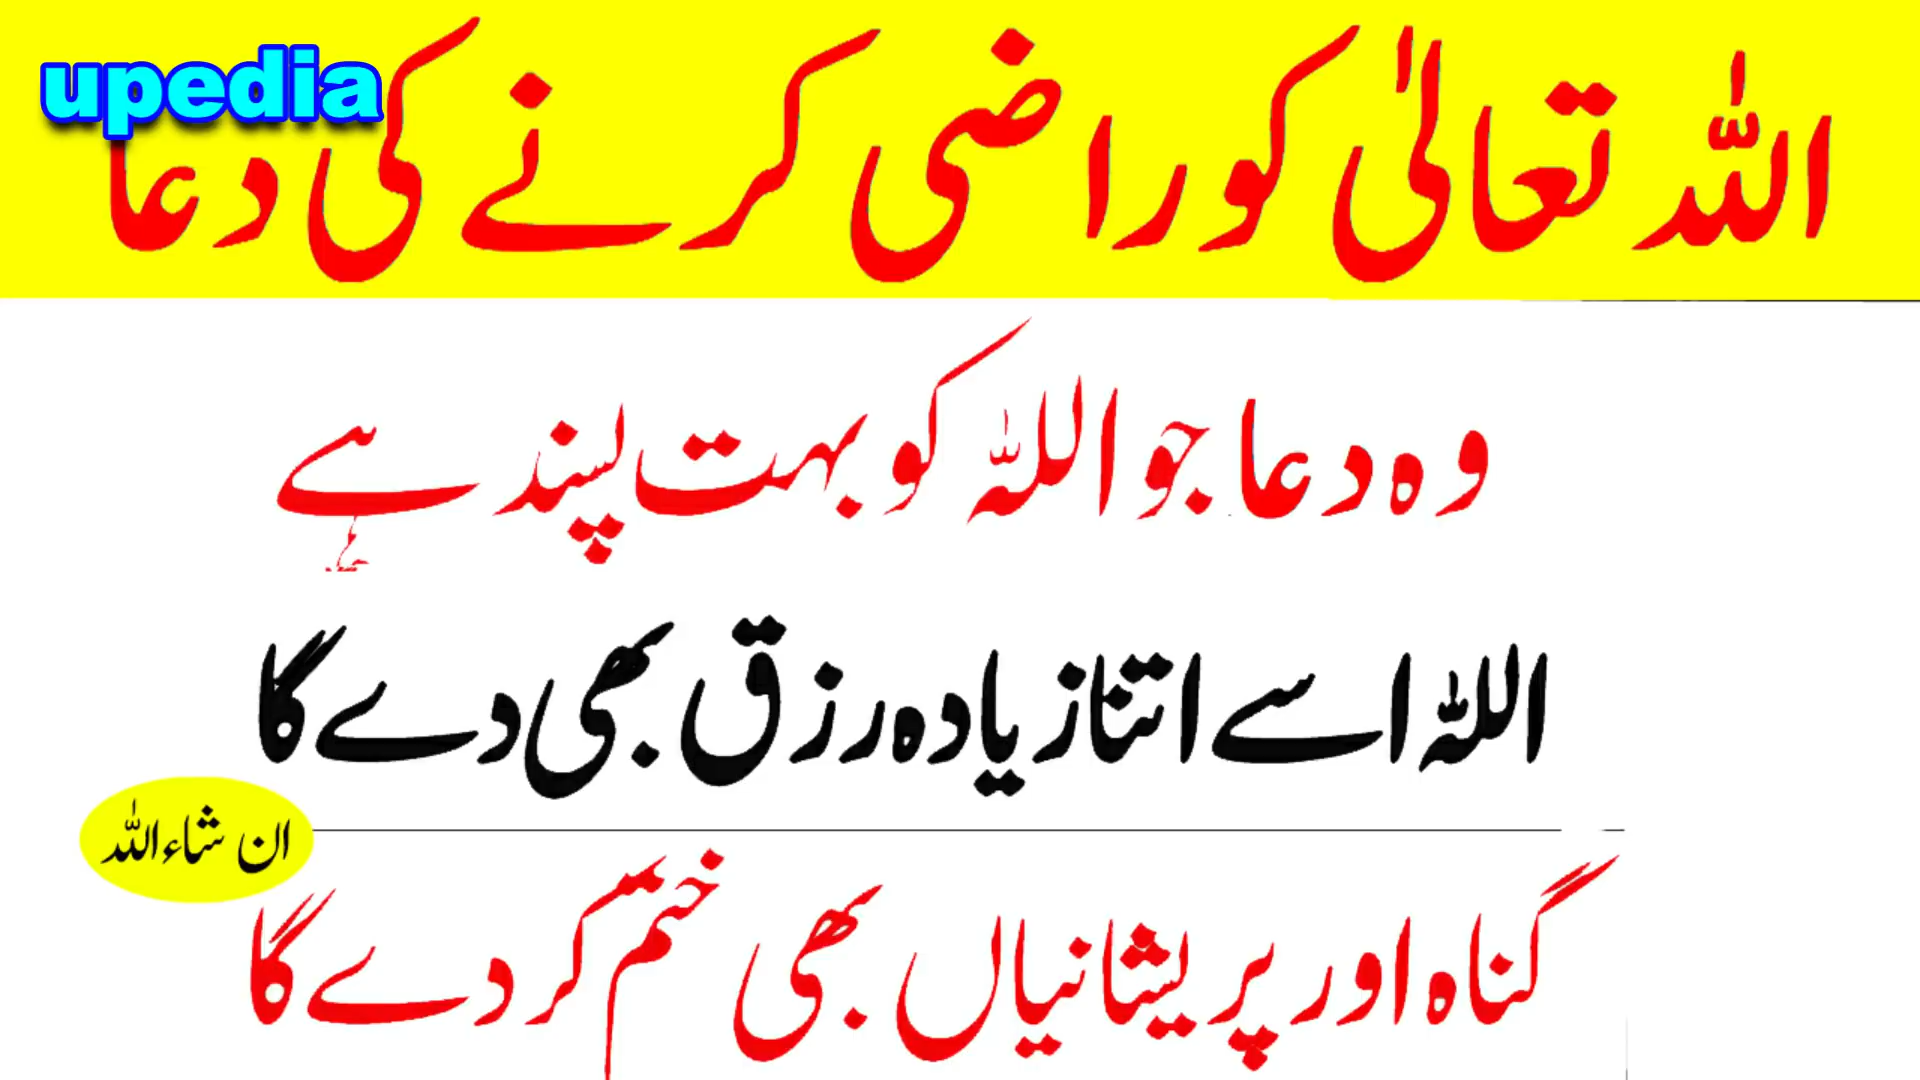 upedia
اللہ تعالیٰ کو راضی کرنے کی دعا
وہ دعا جو اللہ کو بہت پسند ہے
اللہ اسے اتنا زیادہ رزق بھی دے گا
ان شاء اللہ
گناہ اور پریشانیاں بھی ختم کر دے گا